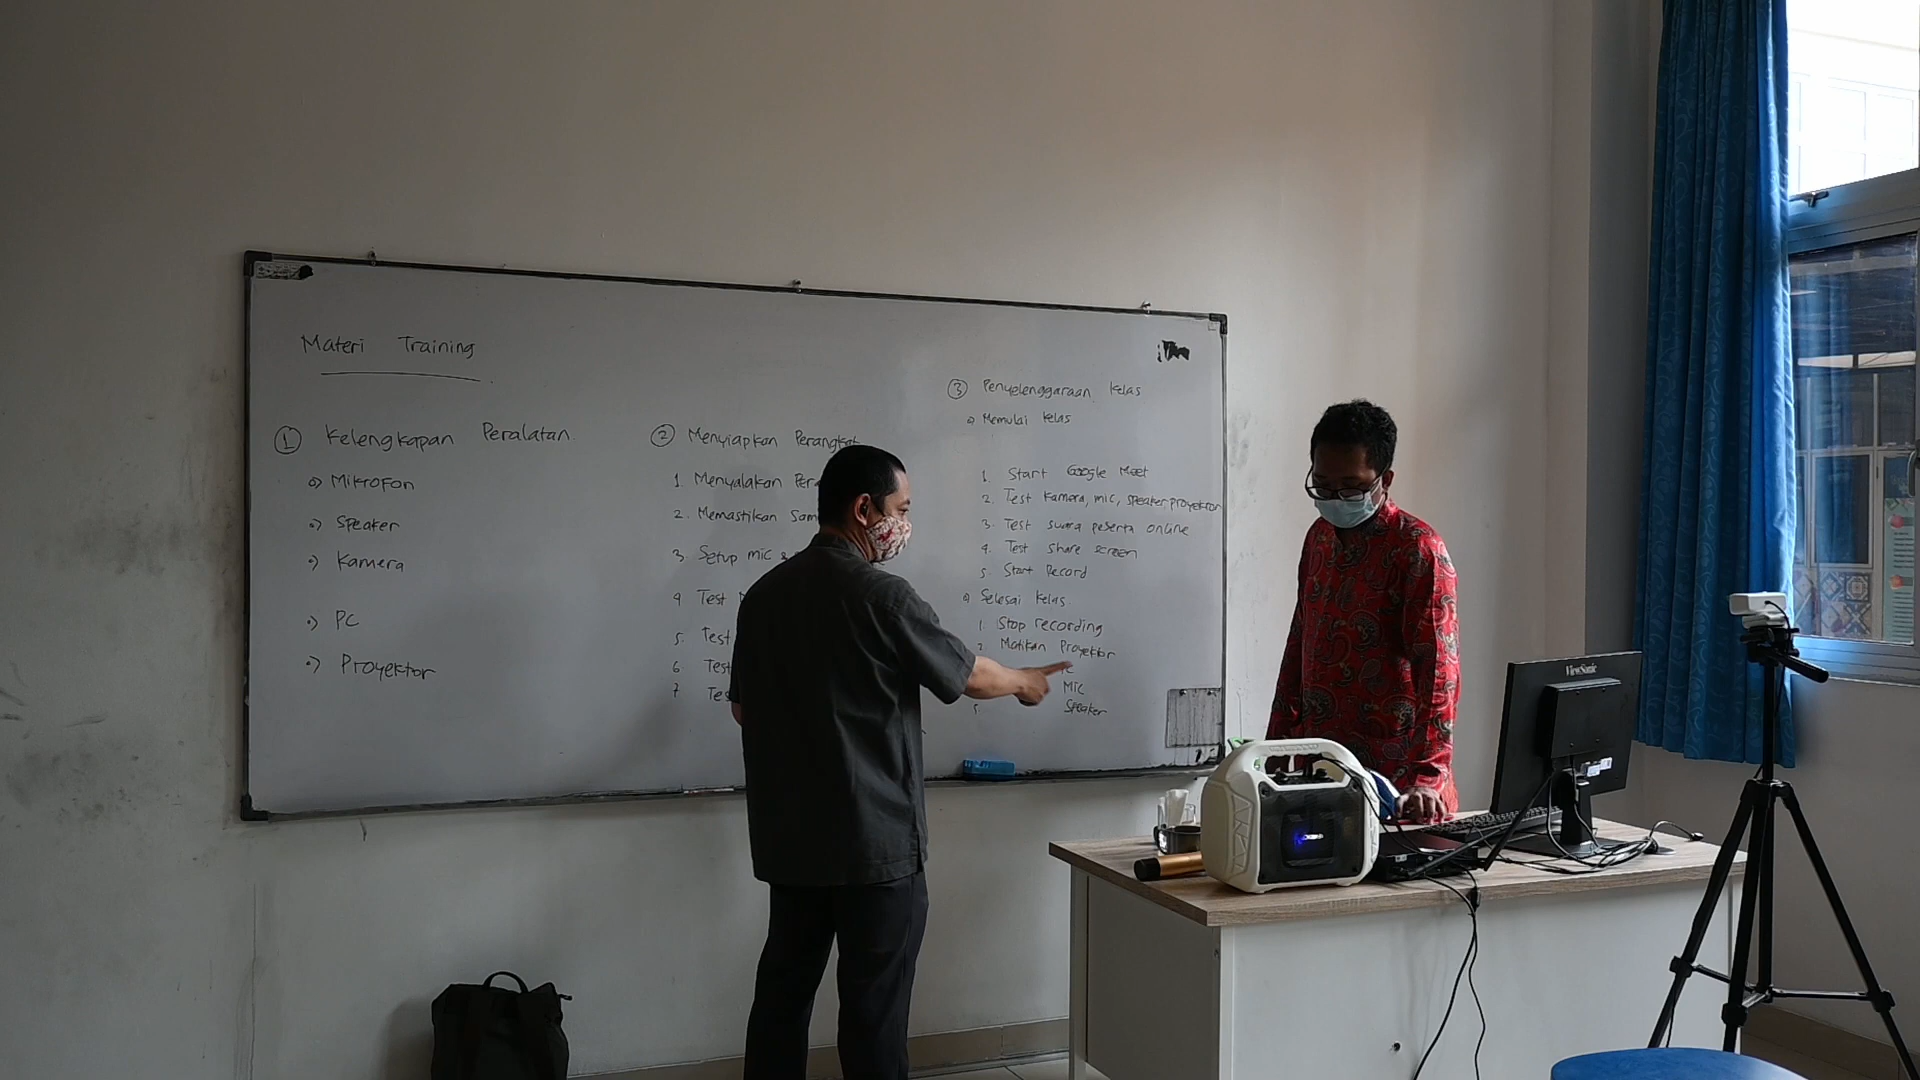 Materi Training
① Kelengkapan Peralatan
Mikrofon
Speaker
Kamera
PC
Proyektor
② Menyiapkan Perangkat
1. Menyalakan
2. Memastikan
3. Setup mic &
4 Test
5. Test
6 Test
7
③ Penyelenggaraan Kelas
Memulai Kelas
1. Start Google Meet
2. Test Kamera, mic, speaker, proyektor
3. Test suara peserta online
4. Test share screen
5. Start Record
Selesai Kelas.
1. Stop recording
2. Matikan Proyektor
Mic
5. Speaker
ViewSonic